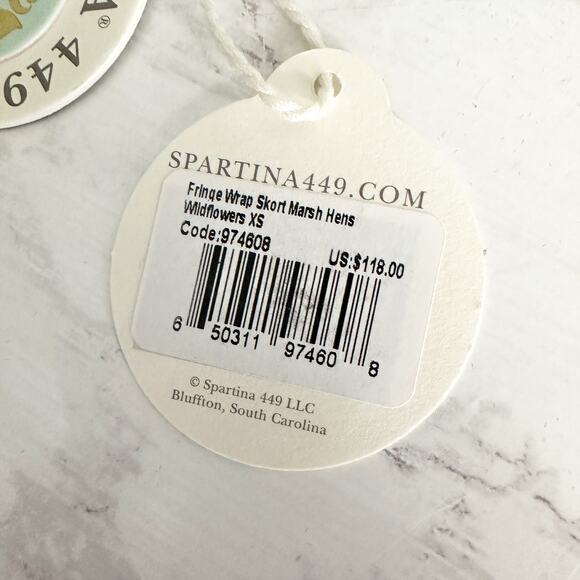 A® 449
SPARTINA449.COM
Fringe Wrap Skort Marsh Hens
Wildflowers XS
Code:974608
US:$118.00
6 50311 97460 8
© Spartina 449 LLC
Bluffton, South Carolina